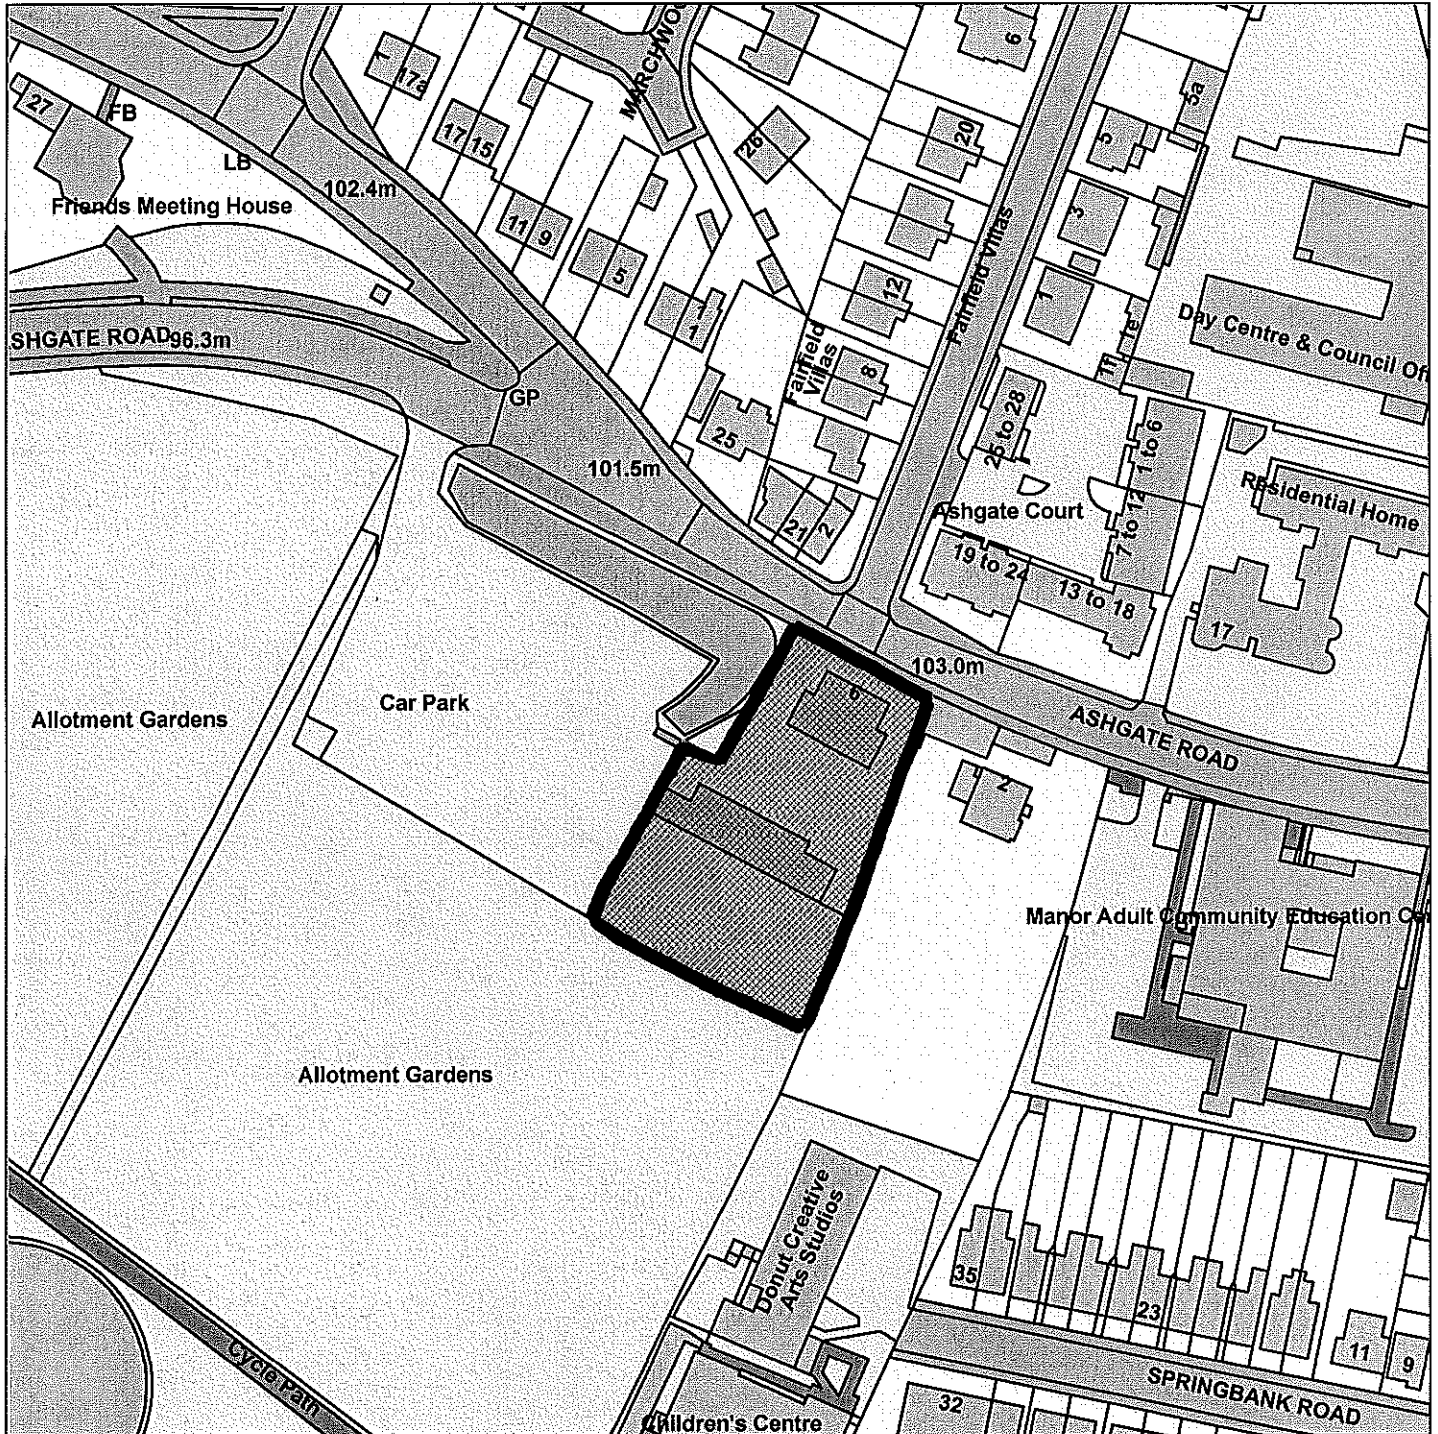 MARCHWOO
6
17a
5a
27
FB
17 15
20
5
26
LB
102.4m
Friends Meeting House
11 9
3
5
12
1
Fairfield Villas
1
1e
Day Centre & Council Of
SHGATE ROAD 96.3m
Fairfield
Villas
8
1f
GP
25
25 to 28
1 to 6
101.5m
Residential Home
21
2
Ashgate Court
7 to 12
19 to 24
13 to 18
17
6
103.0m
Car Park
Allotment Gardens
ASHGATE ROAD
2
Manor Adult Community Education Ce
Allotment Gardens
Donut Creative
Arts Studios
35
23
11
9
Cycle Path
SPRINGBANK ROAD
32
Children's Centre